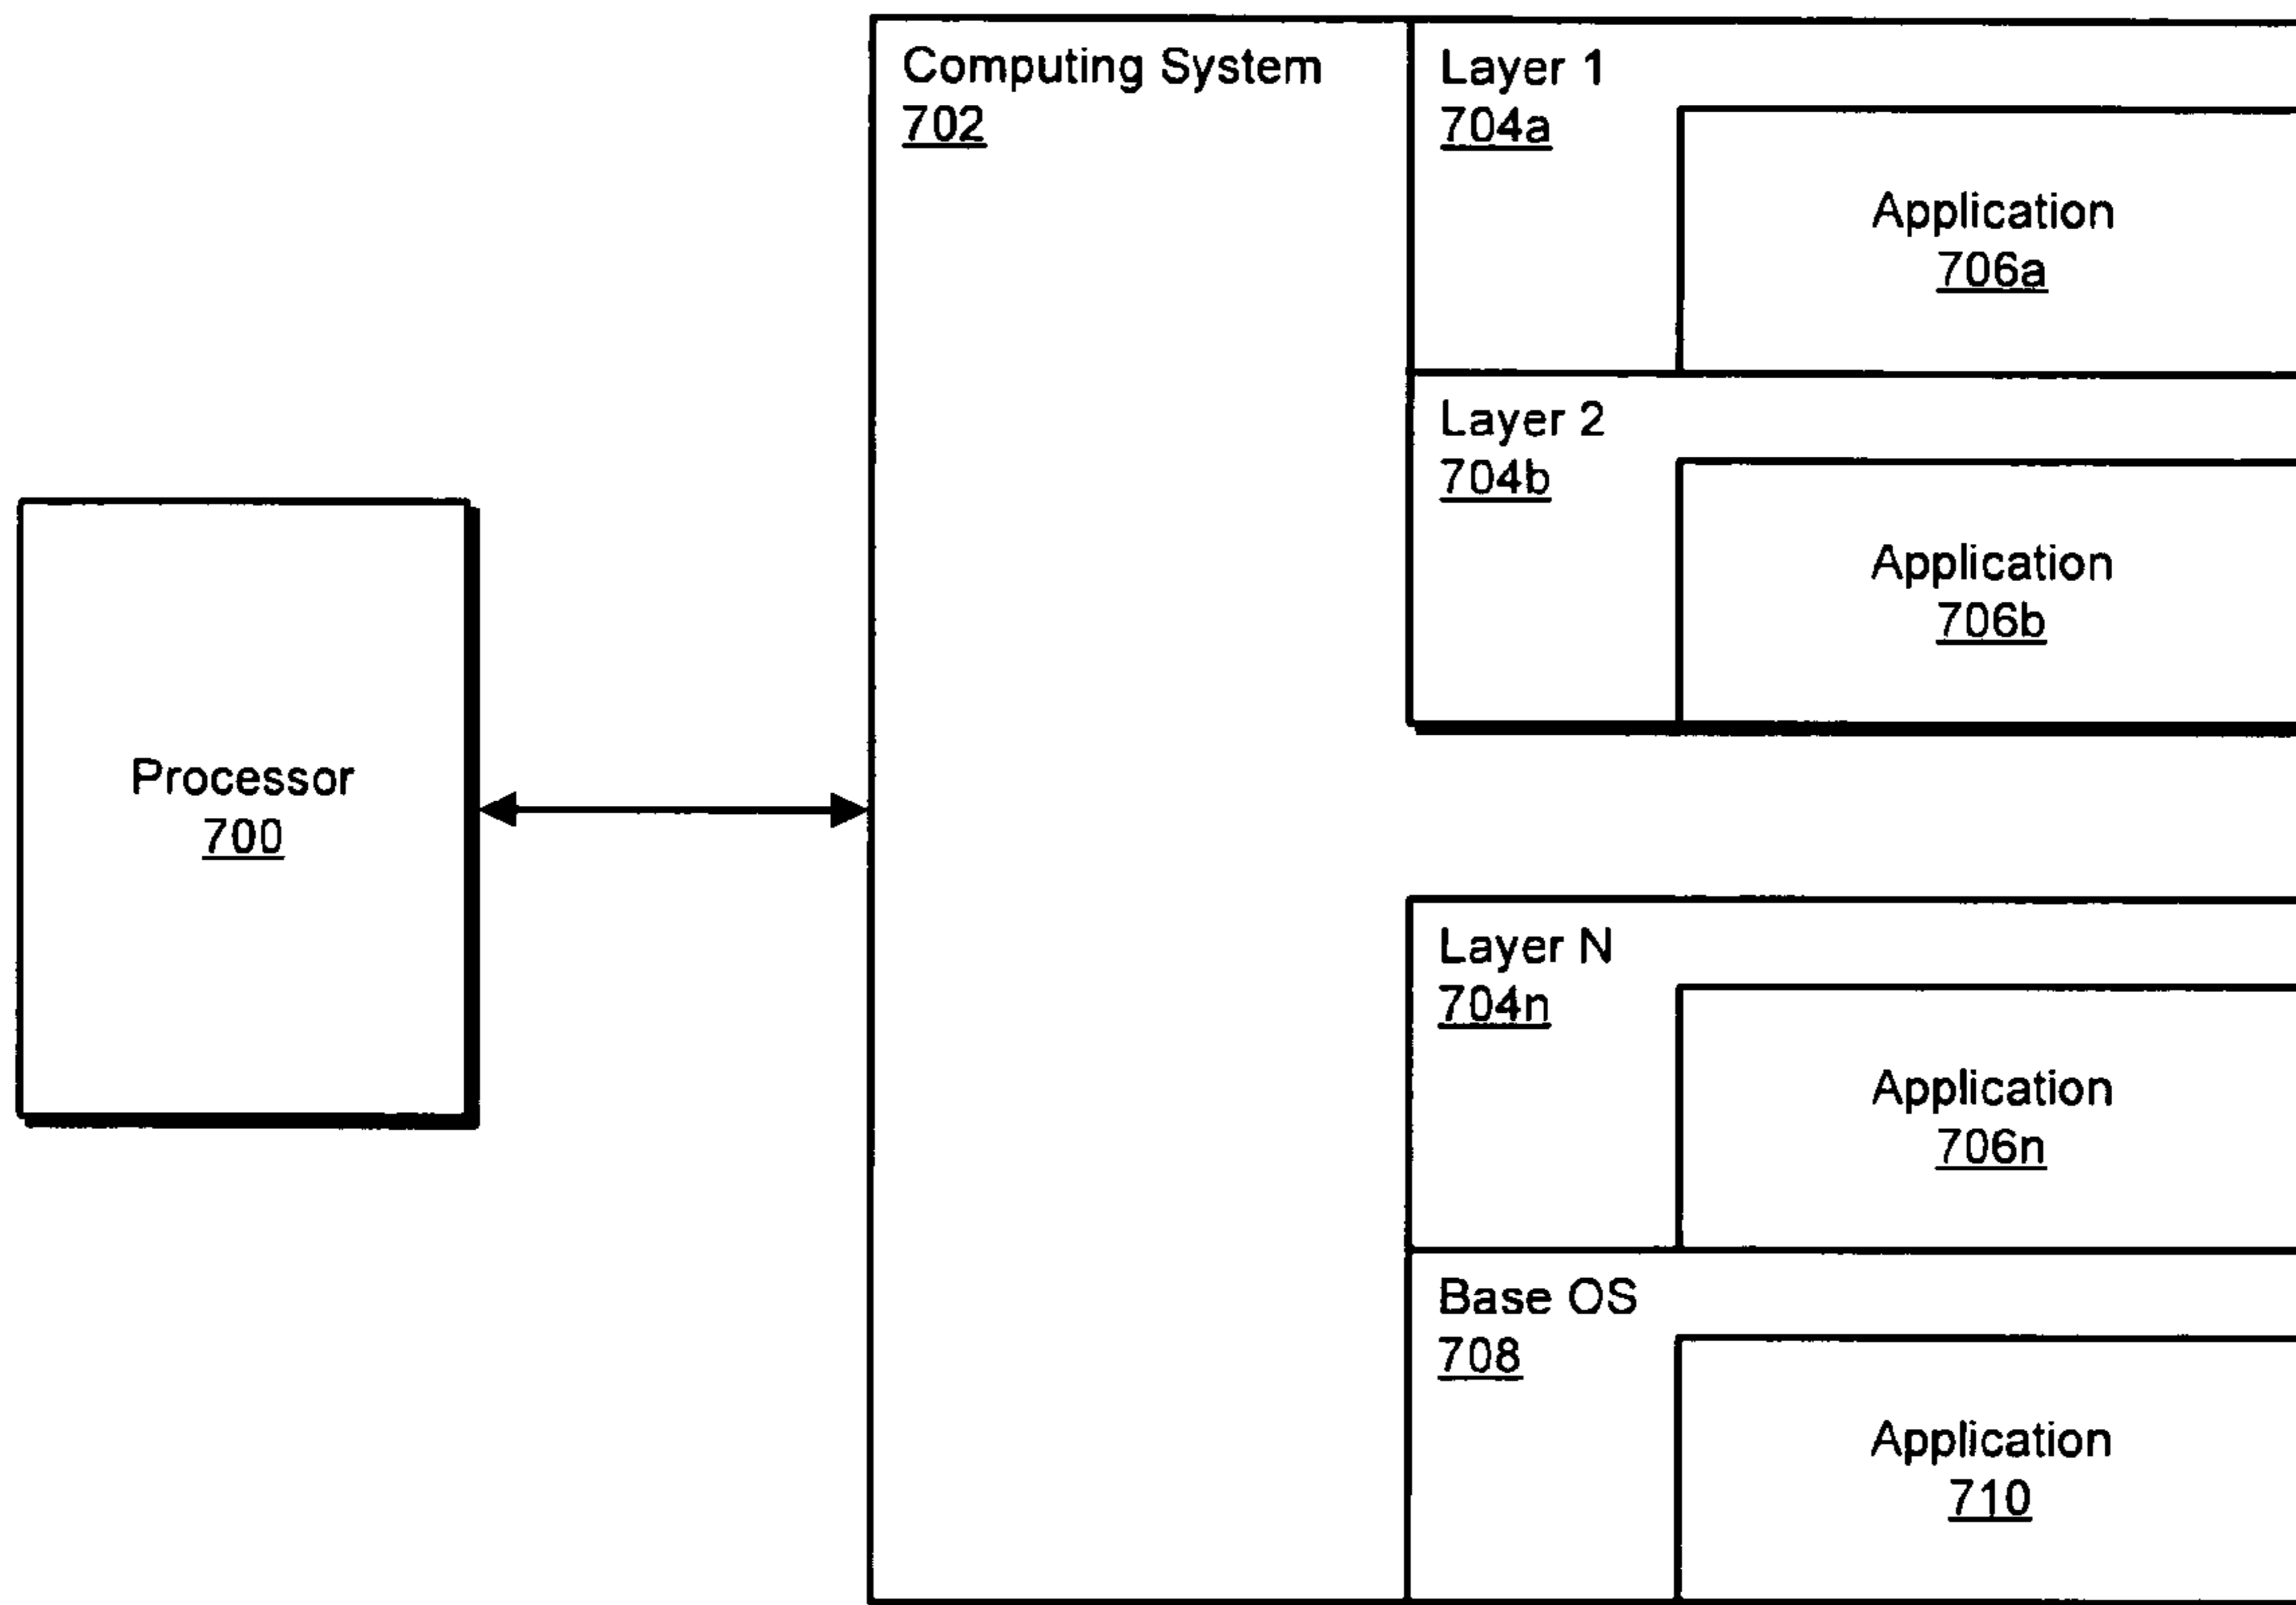 Computing System
702
Layer 1
704a
Application
706a
Layer 2
704b
Application
706b
Processor
700
Layer N
704n
Application
706n
Base OS
708
Application
710